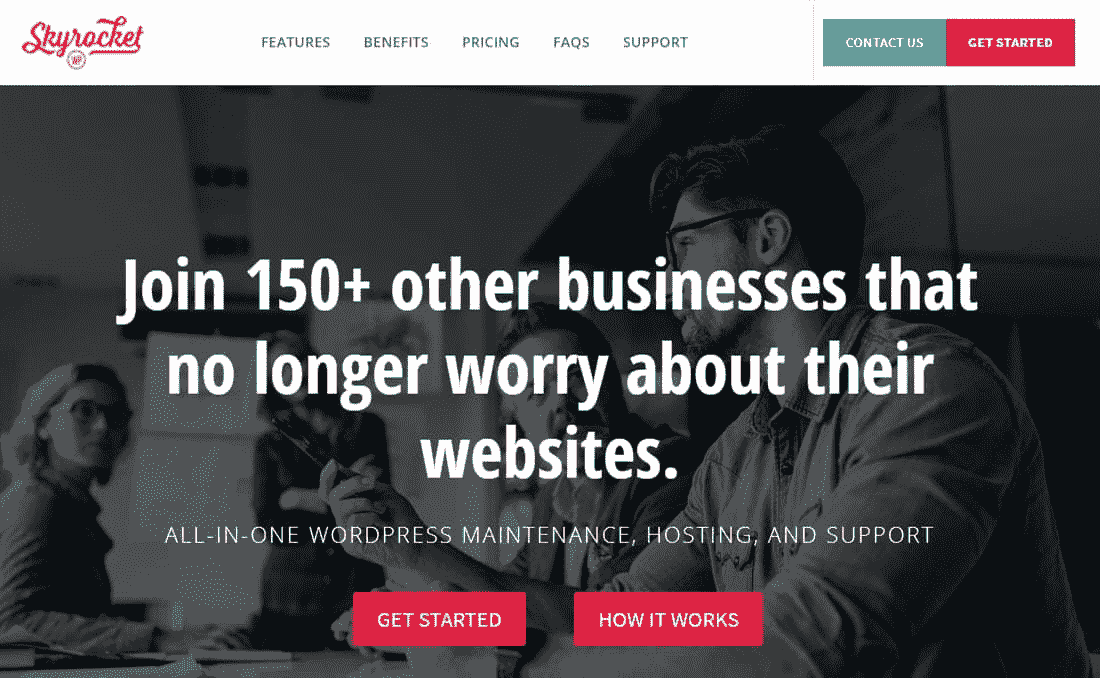 Skyrocket
WP
FEATURES BENEFITS PRICING FAQS SUPPORT
CONTACT US GET STARTED
Join 150+ other businesses that
no longer worry about their
websites.
ALL-IN-ONE WORDPRESS MAINTENANCE, HOSTING, AND SUPPORT
GET STARTED HOW IT WORKS